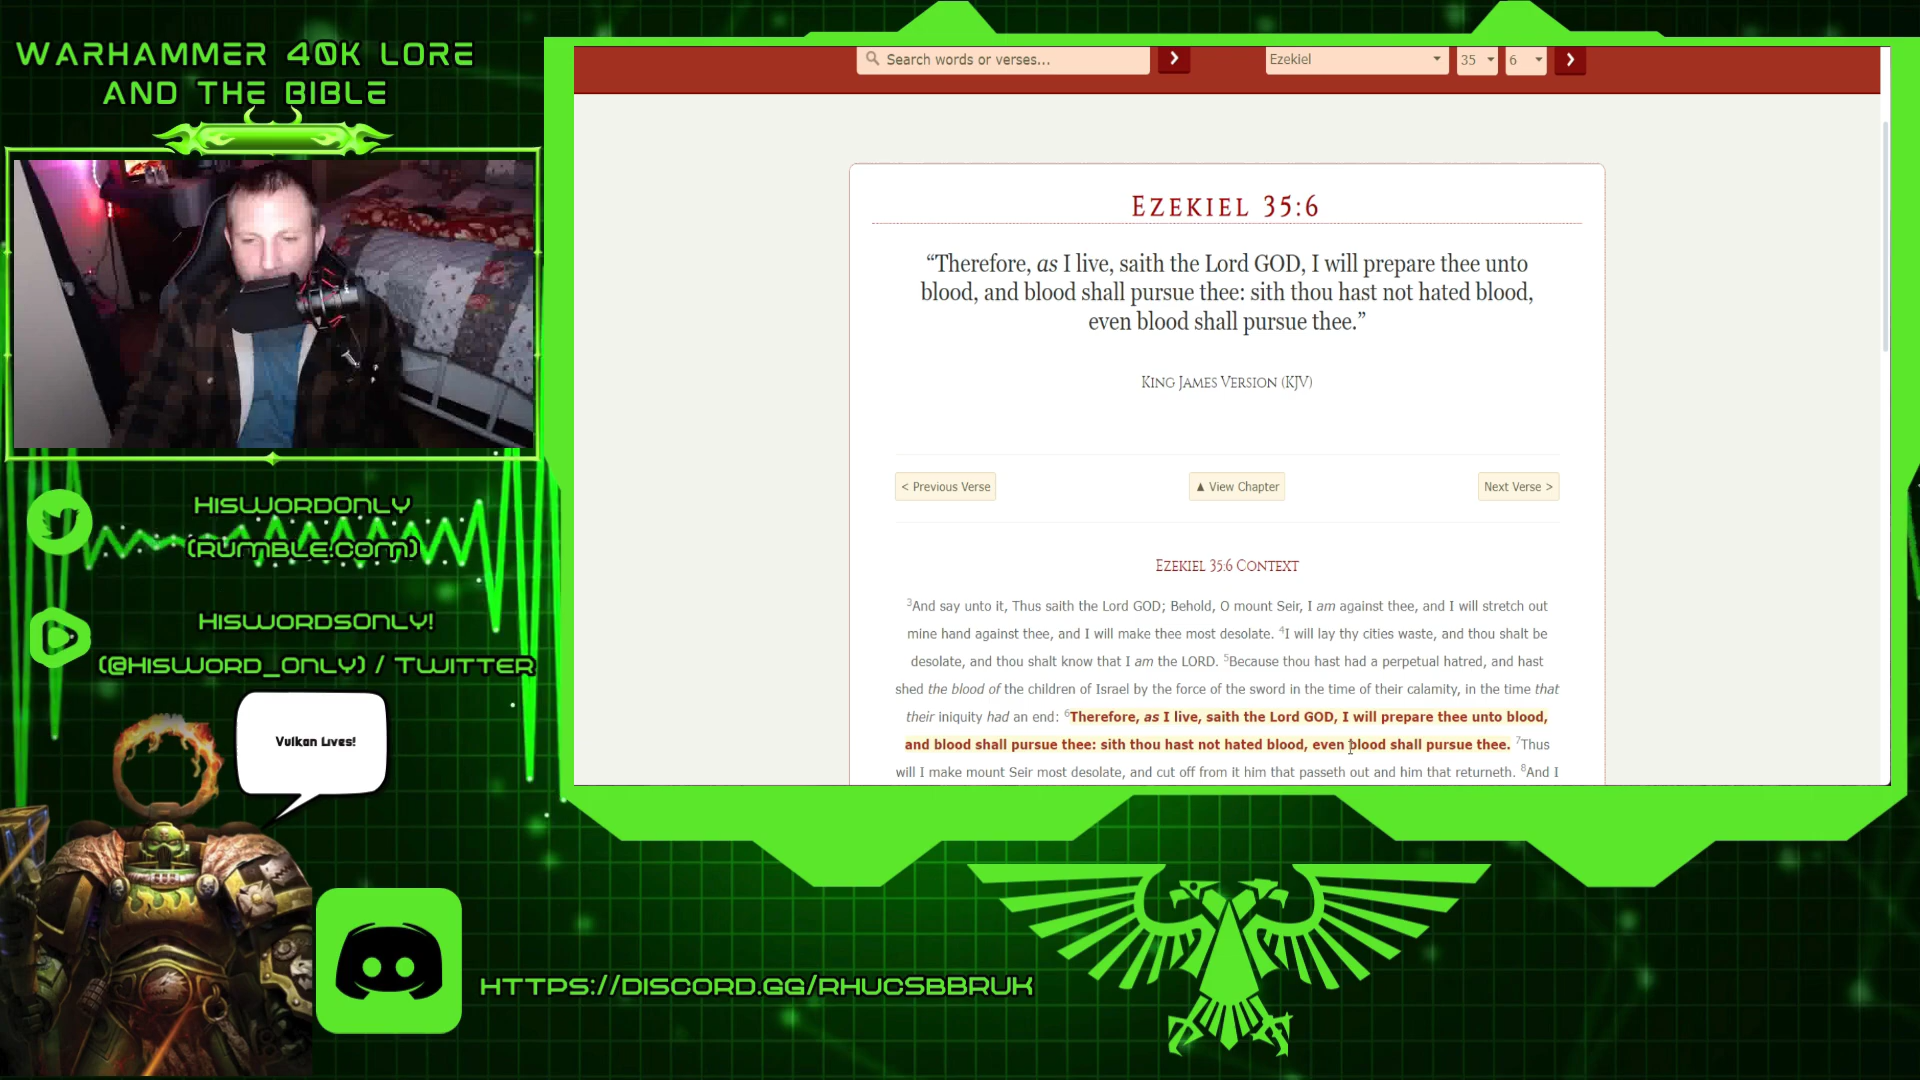 WARHAMMER 40K LORE
AND THE BIBLE
HISWORDONLY
(RUMBLE.COM)
HISWORDSONLY!
(@HISWORD_ONLY) / TWITTER
Vulkan Lives!
HTTPS://DISCORD.GG/RHUCSBBRUK
Search words or verses...
Ezekiel
35
6
EZEKIEL 35:6
“Therefore, as I live, saith the Lord GOD, I will prepare thee unto
blood, and blood shall pursue thee: sith thou hast not hated blood,
even blood shall pursue thee.”
KING JAMES VERSION (KJV)
< Previous Verse
▲ View Chapter
Next Verse >
EZEKIEL 35:6 CONTEXT
3And say unto it, Thus saith the Lord GOD; Behold, O mount Seir, I am against thee, and I will stretch out
mine hand against thee, and I will make thee most desolate. 4I will lay thy cities waste, and thou shalt be
desolate, and thou shalt know that I am the LORD. 5Because thou hast had a perpetual hatred, and hast
shed the blood of the children of Israel by the force of the sword in the time of their calamity, in the time that
their iniquity had an end: 6Therefore, as I live, saith the Lord GOD, I will prepare thee unto blood,
and blood shall pursue thee: sith thou hast not hated blood, even blood shall pursue thee. 7Thus
will I make mount Seir most desolate, and cut off from it him that passeth out and him that returneth. 8And I